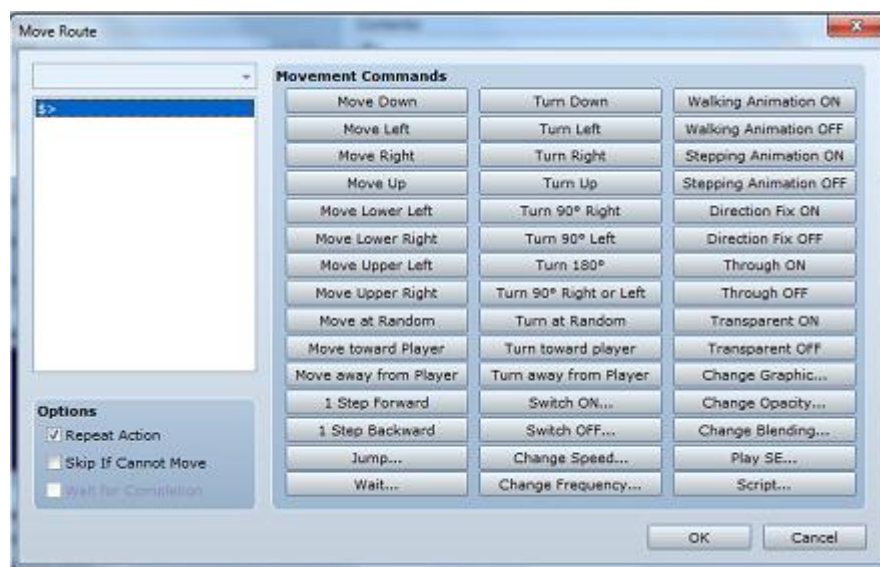 Move Route
$>
Options
Repeat Action
Skip If Cannot Move
Wait for Completion
Movement Commands
Move Down Turn Down Walking Animation ON
Move Left Turn Left Walking Animation OFF
Move Right Turn Right Stepping Animation ON
Move Up Turn Up Stepping Animation OFF
Move Lower Left Turn 90° Right Direction Fix ON
Move Lower Right Turn 90° Left Direction Fix OFF
Move Upper Left Turn 180° Through ON
Move Upper Right Turn 90° Right or Left Through OFF
Move at Random Turn at Random Transparent ON
Move toward Player Turn toward player Transparent OFF
Move away from Player Turn away from Player Change Graphic...
1 Step Forward Switch ON... Change Opacity...
1 Step Backward Switch OFF... Change Blending...
Jump... Change Speed... Play SE...
Wait... Change Frequency... Script...
OK Cancel